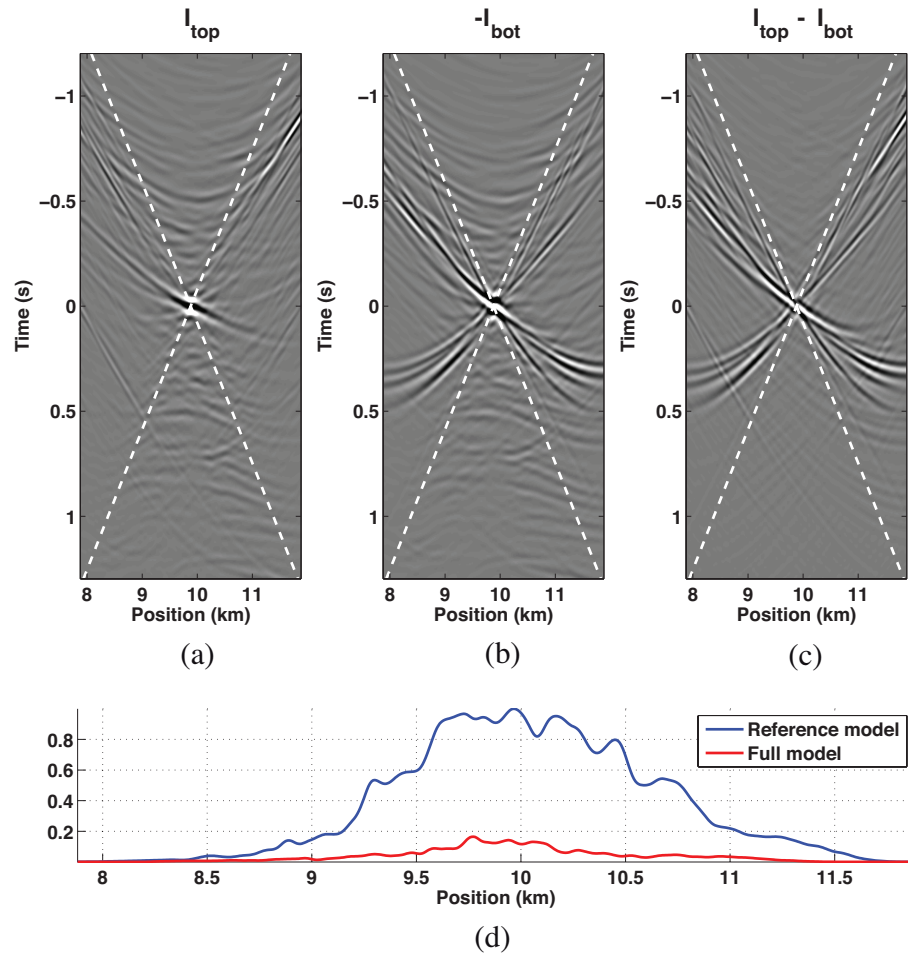 I_top
-I_bot
I_top - I_bot
Time (s)
−1
−0.5
0
0.5
1
8 9 10 11
Position (km)
(a)
Time (s)
−1
−0.5
0
0.5
1
8 9 10 11
Position (km)
(b)
Time (s)
−1
−0.5
0
0.5
1
8 9 10 11
Position (km)
(c)
0.8
0.6
0.4
0.2
Reference model
Full model
8 8.5 9 9.5 10 10.5 11 11.5
Position (km)
(d)